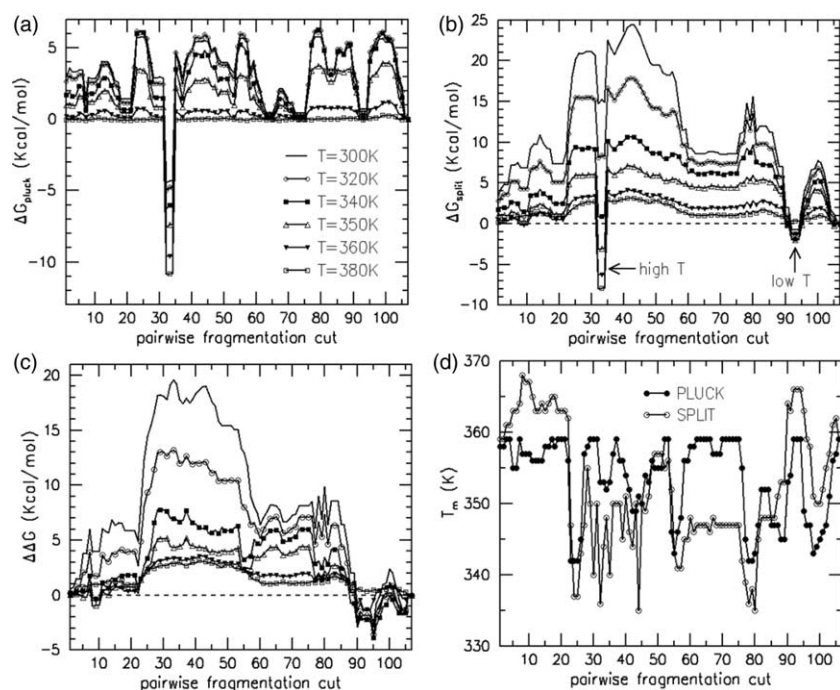 (a)
ΔG_pluck (Kcal/mol)
5
0
-5
-10
T=300K
T=320K
T=340K
T=350K
T=360K
T=380K
10 20 30 40 50 60 70 80 90 100
pairwise fragmentation cut
(b)
ΔG_split (Kcal/mol)
25
20
15
10
5
0
-5
-10
high T
low T
10 20 30 40 50 60 70 80 90 100
pairwise fragmentation cut
(c)
ΔΔG (Kcal/mol)
20
15
10
5
0
-5
10 20 30 40 50 60 70 80 90 100
pairwise fragmentation cut
(d)
T_m (K)
370
360
350
340
330
PLUCK
SPLIT
10 20 30 40 50 60 70 80 90 100
pairwise fragmentation cut